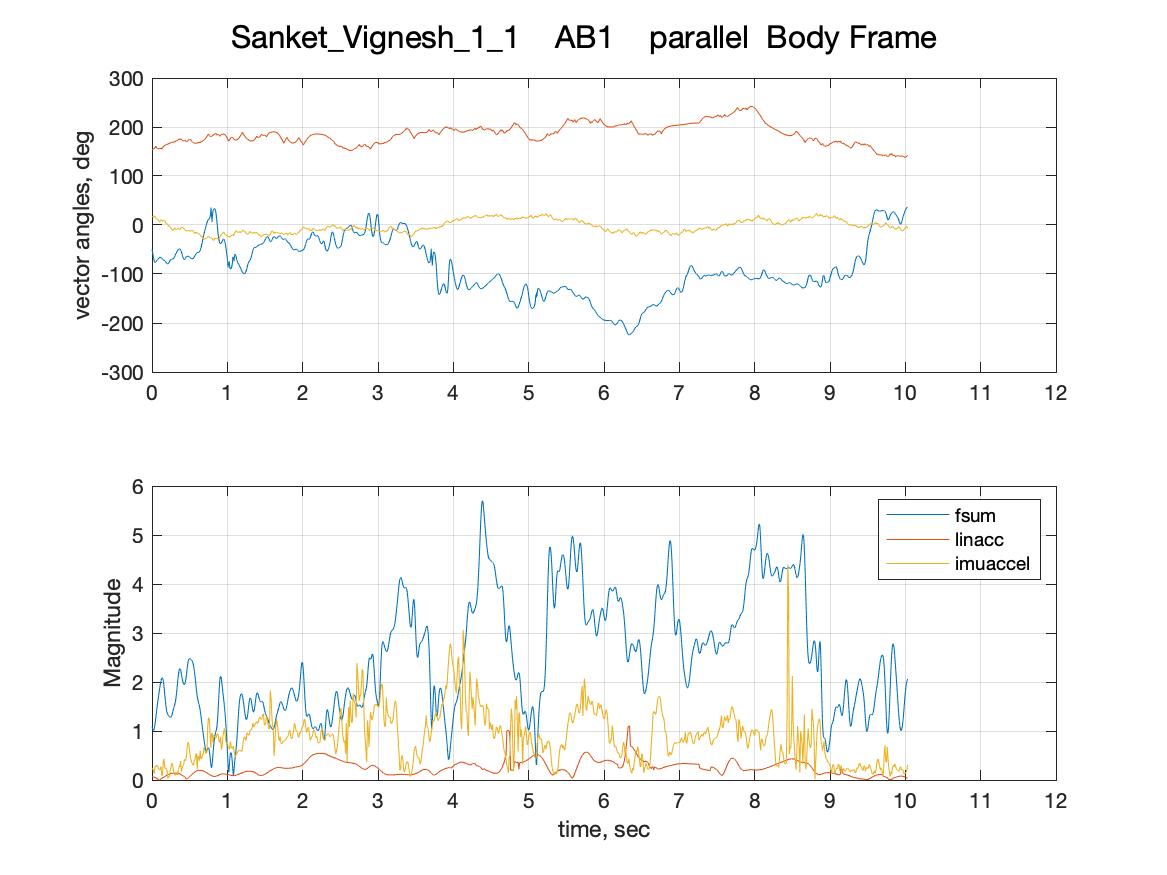 Sanket_Vignesh_1_1 AB1 parallel Body Frame
300
200
100
0
-100
-200
-300
vector angles, deg
0 1 2 3 4 5 6 7 8 9 10 11 12
6
5
4
3
2
1
0
Magnitude
fsum
linacc
imuaccel
0 1 2 3 4 5 6 7 8 9 10 11 12
time, sec